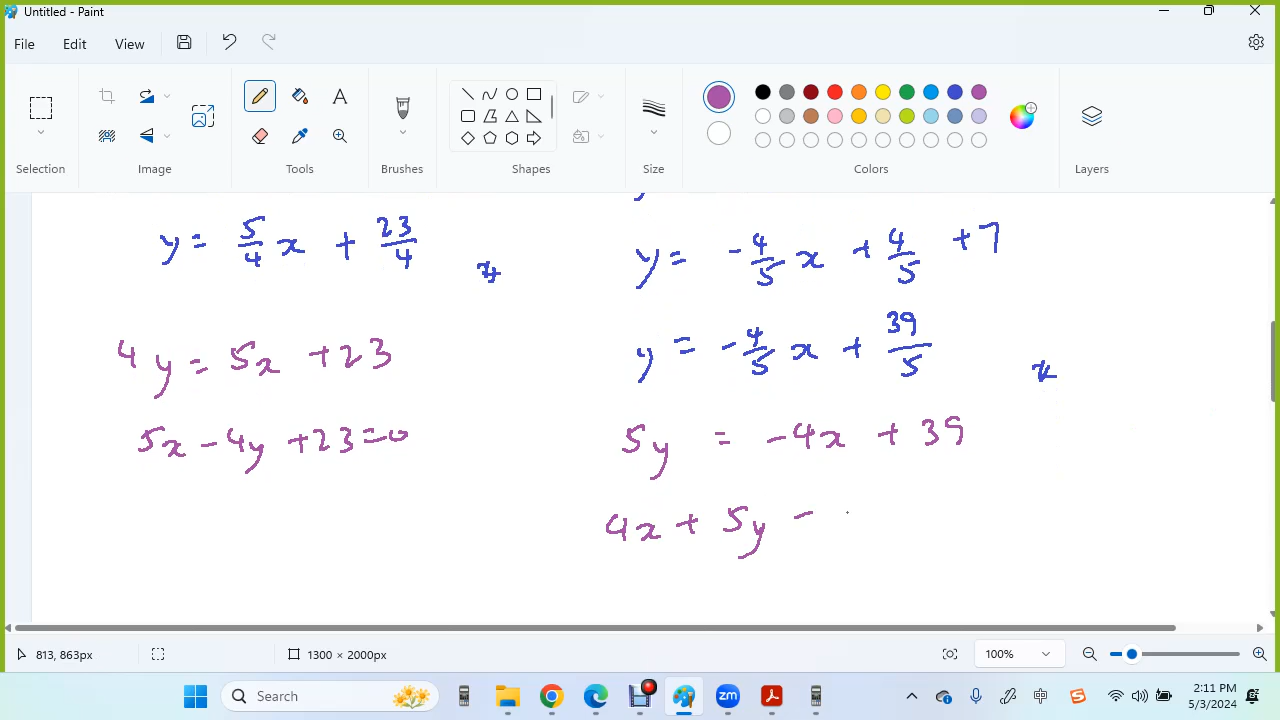 Untitled - Paint
File Edit View
A
Selection Image Tools Brushes Shapes Size Colors Layers
y = 5/4 x + 23/4
4y = 5x + 23
5x - 4y + 23 = 0
y = -4/5 x + 4/5 + 7
y = -4/5 x + 39/5
5y = -4x + 39
4x + 5y -
813, 863px 1300 × 2000px 100%
Search zm 中 S 2:11 PM
5/3/2024